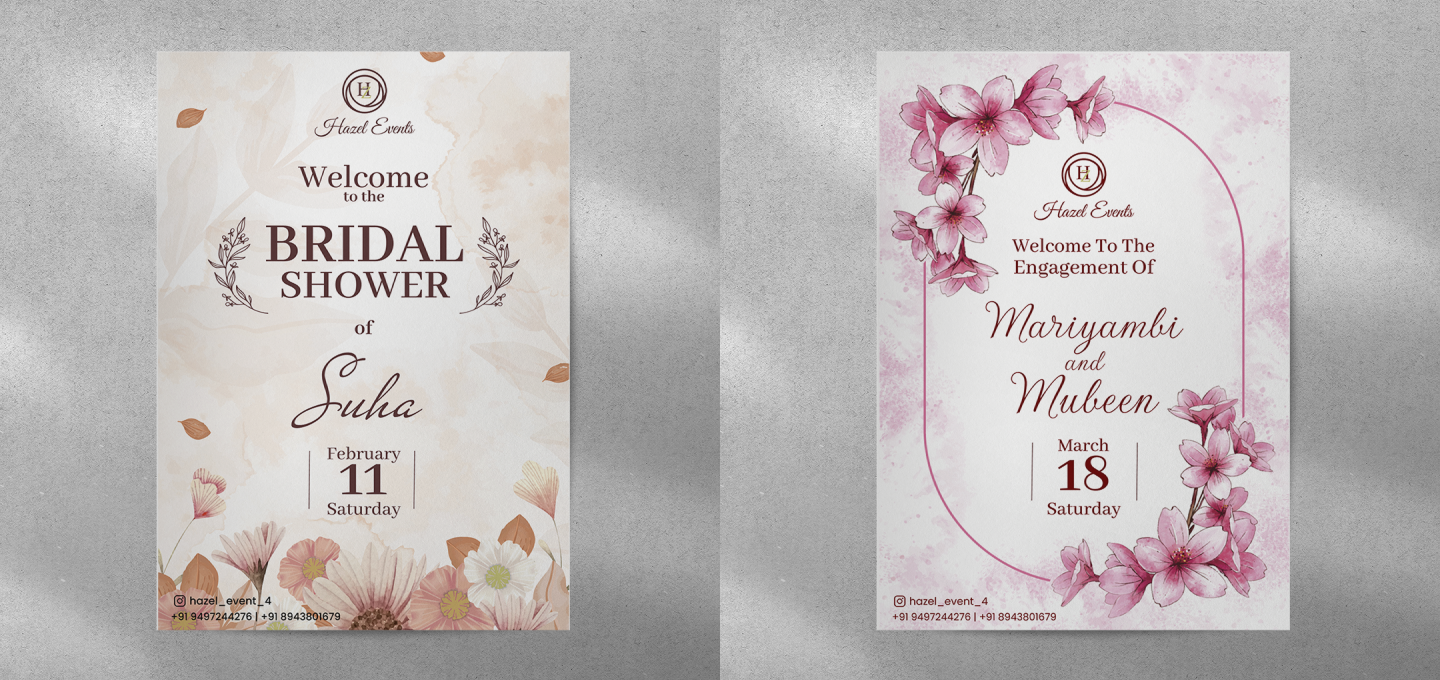 H
Hazel Events
Welcome
to the
BRIDAL
SHOWER
of
Suha
February
11
Saturday
hazel_event_4
+91 9497244276 | +91 8943801679
H
Hazel Events
Welcome To The
Engagement Of
Mariyambi
and
Mubeen
March
18
Saturday
hazel_event_4
+91 9497244276 | +91 8943801679